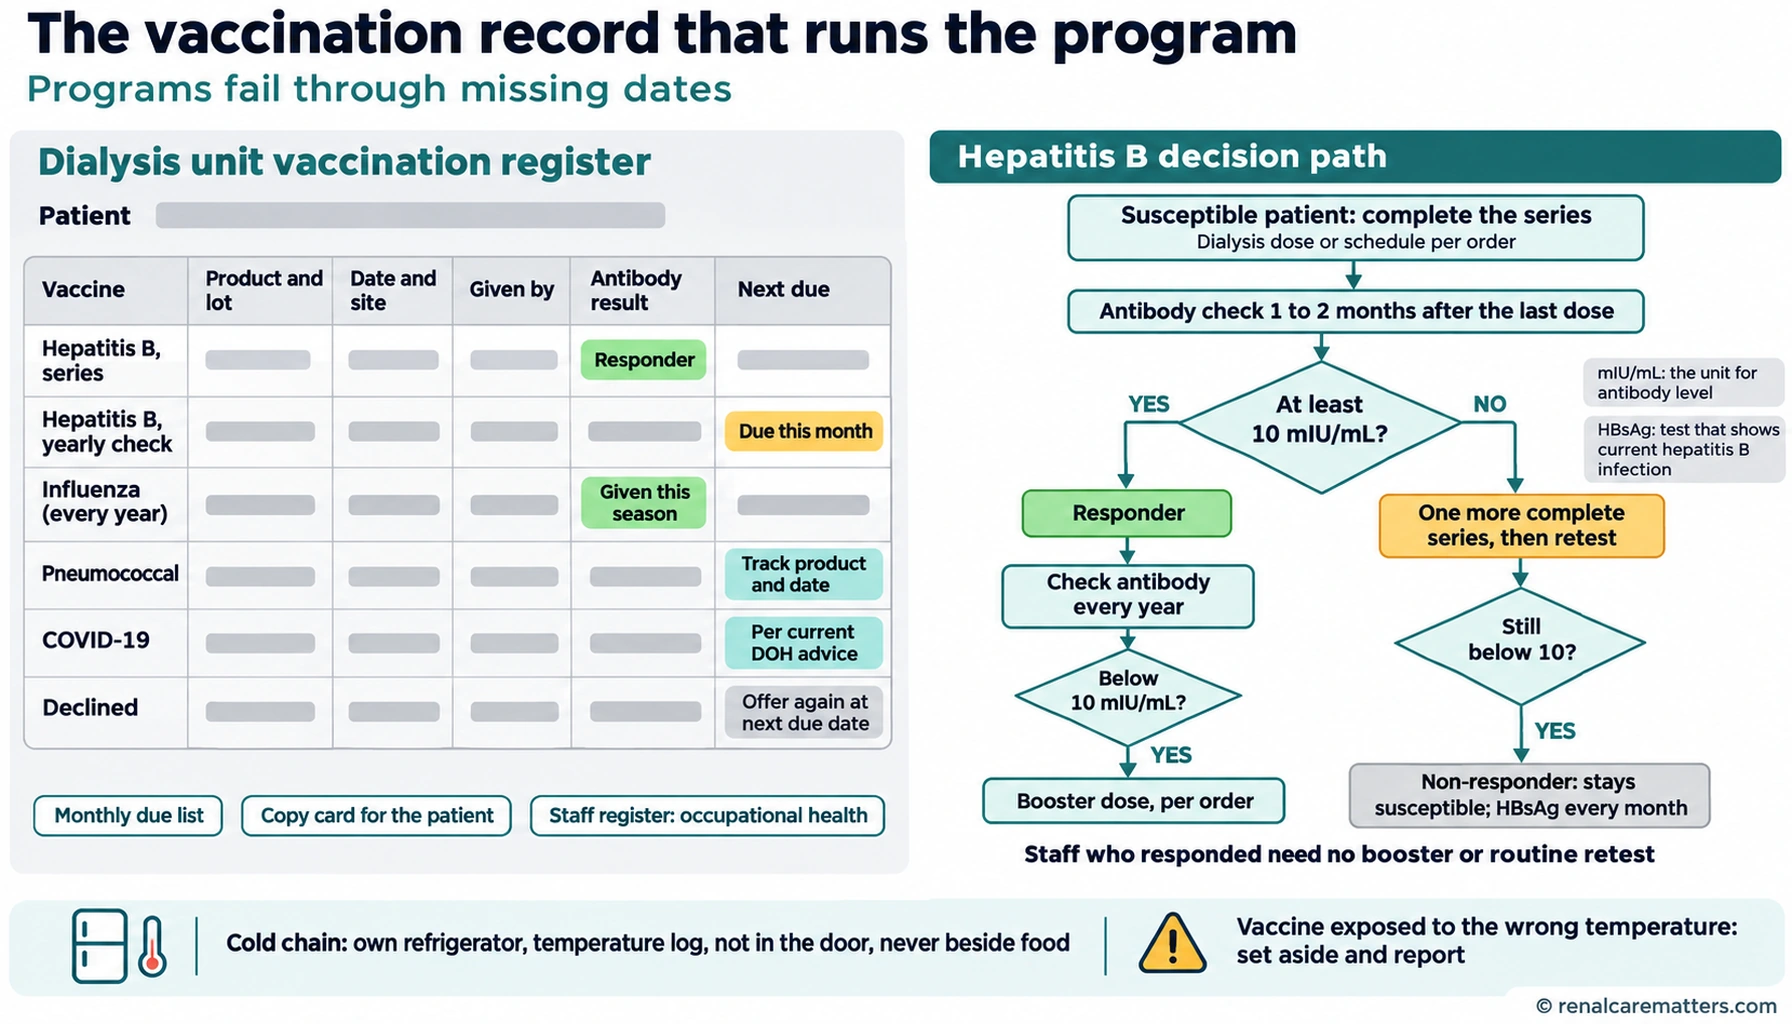 The vaccination record that runs the program
Programs fail through missing dates
Dialysis unit vaccination register
Patient
Vaccine
Product and
lot
Date and
site
Given by
Antibody
result
Next due
Hepatitis B,
series
Responder
Hepatitis B,
yearly check
Due this month
Influenza
(every year)
Given this
season
Pneumococcal
Track product
and date
COVID-19
Per current
DOH advice
Declined
Offer again at
next due date
Monthly due list
Copy card for the patient
Staff register: occupational health
Hepatitis B decision path
Susceptible patient: complete the series
Dialysis dose or schedule per order
Antibody check 1 to 2 months after the last dose
At least
10 mIU/mL?
YES
NO
mIU/mL: the unit for
antibody level
HBsAg: test that shows
current hepatitis B
infection
Responder
One more complete
series, then retest
Check antibody
every year
Still
below 10?
Below
10 mIU/mL?
YES
YES
Booster dose, per order
Non-responder: stays
susceptible; HBsAg every month
Staff who responded need no booster or routine retest
Cold chain: own refrigerator, temperature log, not in the door, never beside food
Vaccine exposed to the wrong temperature:
set aside and report
© renalcarematters.com